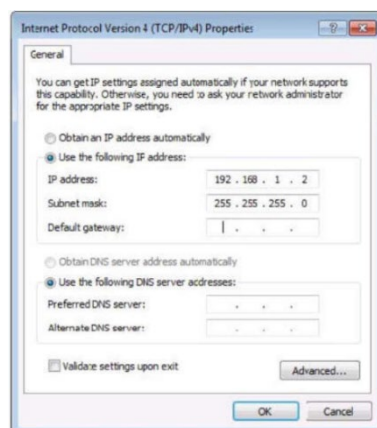 Internet Protocol Version 4 (TCP/IPv4) Properties
General
You can get IP settings assigned automatically if your network supports
this capability. Otherwise, you need to ask your network administrator
for the appropriate IP settings.
Obtain an IP address automatically
Use the following IP address:
IP address: 192 . 168 . 1 . 2
Subnet mask: 255 . 255 . 255 . 0
Default gateway: . . .
Obtain DNS server address automatically
Use the following DNS server addresses:
Preferred DNS server: . . .
Alternate DNS server: . . .
Validate settings upon exit
Advanced...
OK Cancel